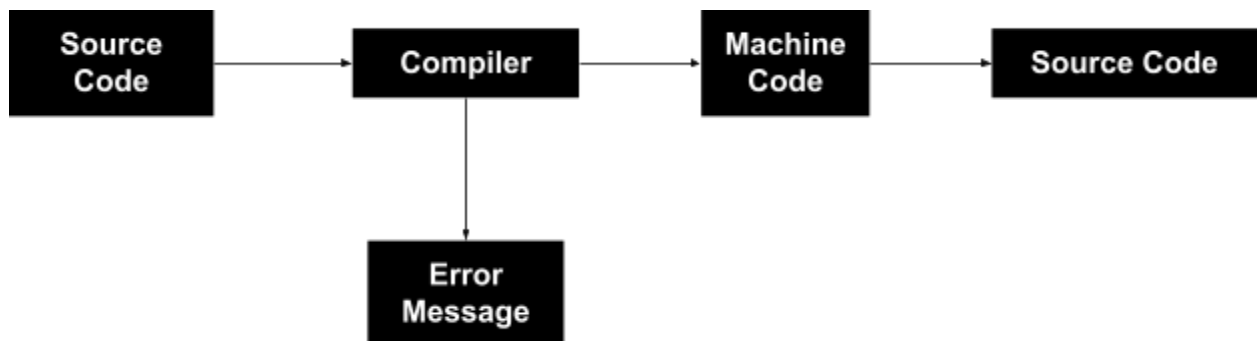 Source
Code
Compiler
Machine
Code
Source Code
Error
Message